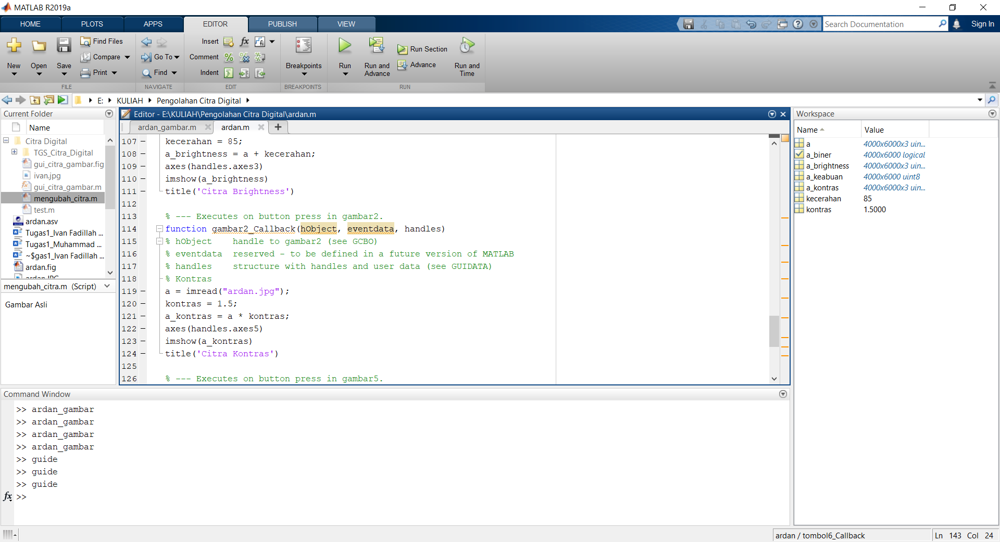 MATLAB R2019a
HOME PLOTS APPS EDITOR PUBLISH VIEW
Search Documentation
Sign In
New Open Save
Find Files
Compare
Print
FILE
Go To
Find
NAVIGATE
Insert fx
Comment
Indent
EDIT
Breakpoints
BREAKPOINTS
Run
Run and Advance
Run Section
Advance
Run and Time
RUN
E: KULIAH Pengolahan Citra Digital
Current Folder
Name
Citra Digital
TGS_Citra_Digital
gui_citra_gambar.fig
ivan.jpg
gui_citra_gambar.m
mengubah_citra.m
test.m
ardan.asv
Tugas1_Ivan Fadillah ...
Tugas1_Muhammad ...
~$gas1_Ivan Fadillah ...
ardan.fig
ardan.JPG
mengubah_citra.m (Script)
Gambar Asli
Editor - E:\KULIAH\Pengolahan Citra Digital\ardan.m
ardan_gambar.m ardan.m
107 kecerahan = 85;
108 a_brightness = a + kecerahan;
109 axes(handles.axes3)
110 imshow(a_brightness)
111 title('Citra Brightness')
112
113 % --- Executes on button press in gambar2.
114 function gambar2_Callback(hObject, eventdata, handles)
115 % hObject    handle to gambar2 (see GCBO)
116 % eventdata  reserved - to be defined in a future version of MATLAB
117 % handles    structure with handles and user data (see GUIDATA)
118 % Kontras
119 a = imread("ardan.jpg");
120 kontras = 1.5;
121 a_kontras = a * kontras;
122 axes(handles.axes5)
123 imshow(a_kontras)
124 title('Citra Kontras')
125
126 % --- Executes on button press in gambar5.
Workspace
Name Value
a 4000x6000x3 uin...
a_biner 4000x6000 logical
a_brightness 4000x6000x3 uin...
a_keabuan 4000x6000 uint8
a_kontras 4000x6000x3 uin...
kecerahan 85
kontras 1.5000
Command Window
>> ardan_gambar
>> ardan_gambar
>> ardan_gambar
>> ardan_gambar
>> guide
>> guide
>> guide
fx >>
ardan / tombol6_Callback
Ln 143 Col 24